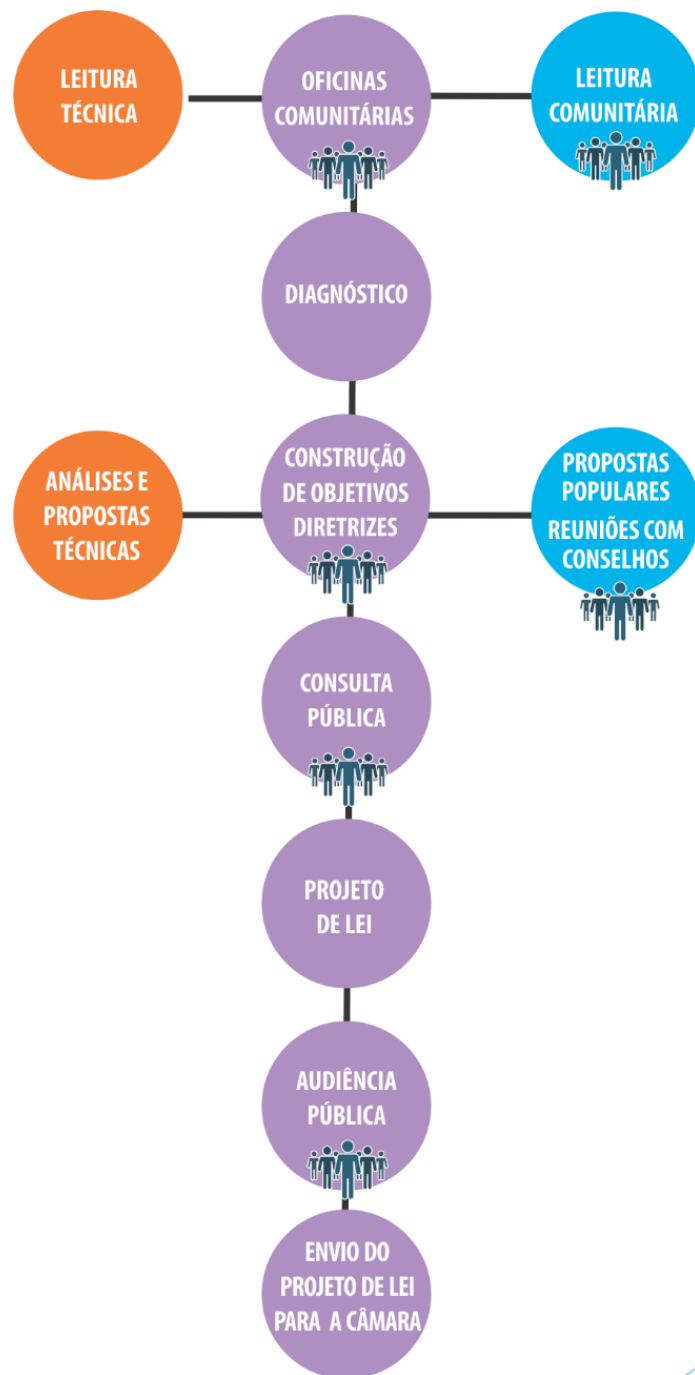 LEITURA
TÉCNICA
OFICINAS
COMUNITÁRIAS
LEITURA
COMUNITÁRIA
DIAGNÓSTICO
ANÁLISES E
PROPOSTAS
TÉCNICAS
CONSTRUÇÃO
DE OBJETIVOS
DIRETRIZES
PROPOSTAS
POPULARES
REUNIÕES COM
CONSELHOS
CONSULTA
PÚBLICA
PROJETO
DE LEI
AUDIÊNCIA
PÚBLICA
ENVIO DO
PROJETO DE LEI
PARA A CÂMARA